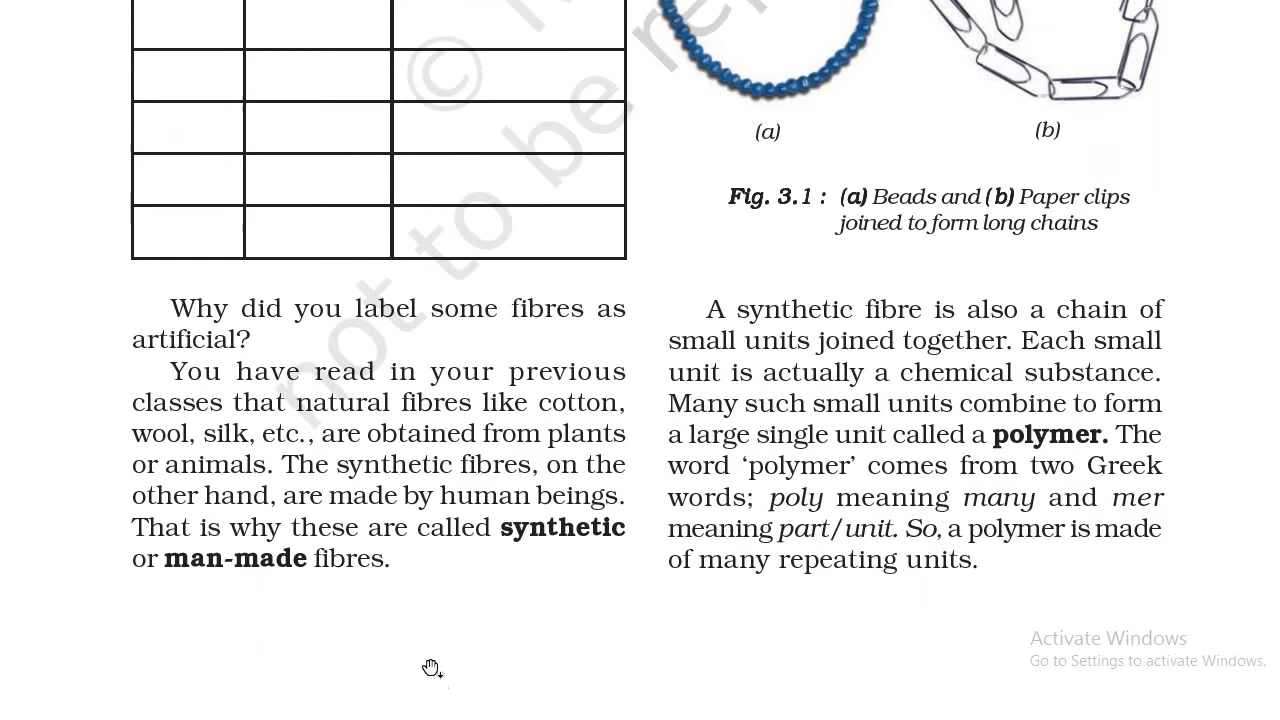 © 
not to be
(a)
(b)
Fig. 3.1 : (a) Beads and (b) Paper clips
joined to form long chains
Why did you label some fibres as
artificial?
You have read in your previous
classes that natural fibres like cotton,
wool, silk, etc., are obtained from plants
or animals. The synthetic fibres, on the
other hand, are made by human beings.
That is why these are called synthetic
or man-made fibres.
A synthetic fibre is also a chain of
small units joined together. Each small
unit is actually a chemical substance.
Many such small units combine to form
a large single unit called a polymer. The
word ‘polymer’ comes from two Greek
words; poly meaning many and mer
meaning part/unit. So, a polymer is made
of many repeating units.
Activate Windows
Go to Settings to activate Windows.